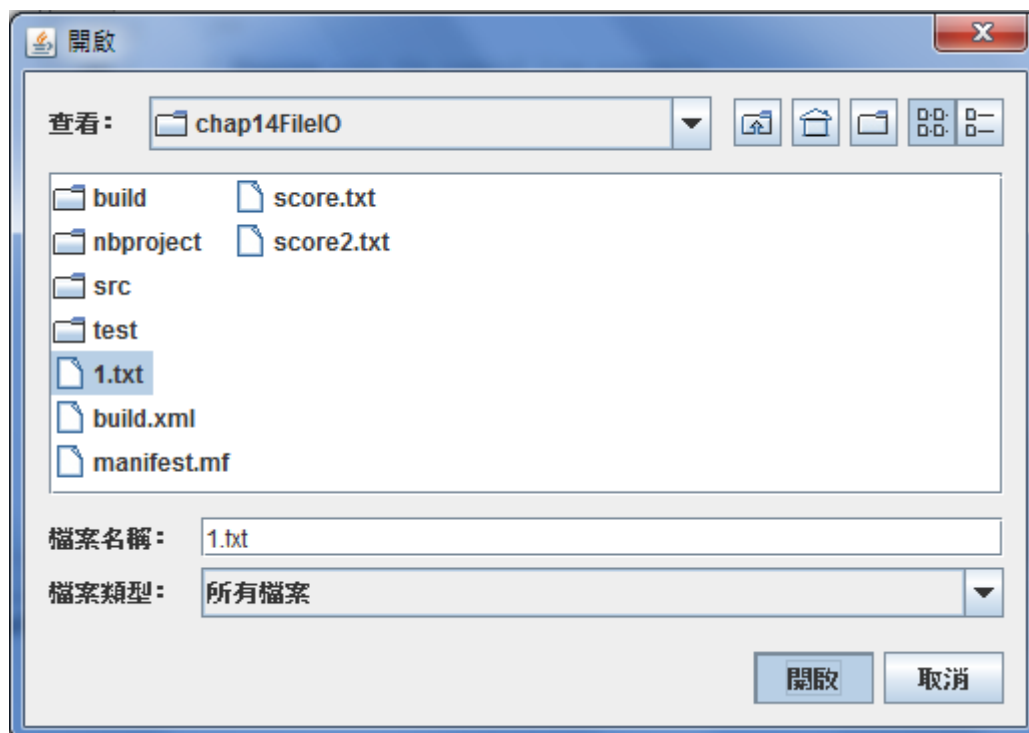 開啟
查看： chap14FileIO
build score.txt
nbproject score2.txt
src
test
1.txt
build.xml
manifest.mf
檔案名稱： 1.txt
檔案類型： 所有檔案
開啟 取消